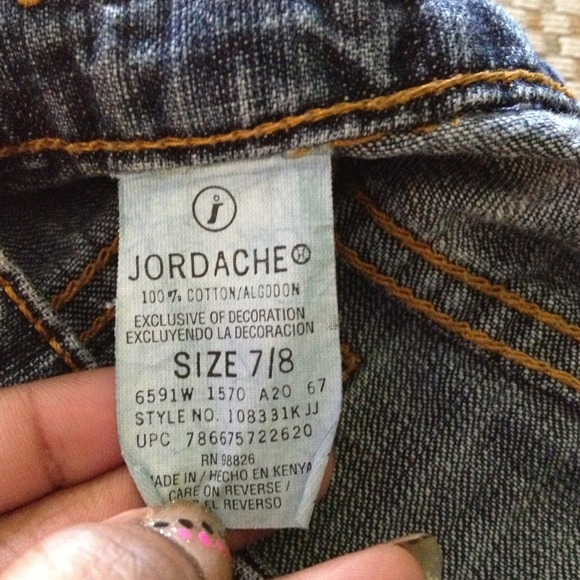 j
JORDACHE®
100% COTTON/ALGODON
EXCLUSIVE OF DECORATION
EXCLUYENDO LA DECORACION
SIZE 7/8
6591W 1570 A20 67
STYLE NO. 108331K JJ
UPC 786675722620
RN 98826
MADE IN / HECHO EN KENYA
CARE ON REVERSE /
EL REVERSO